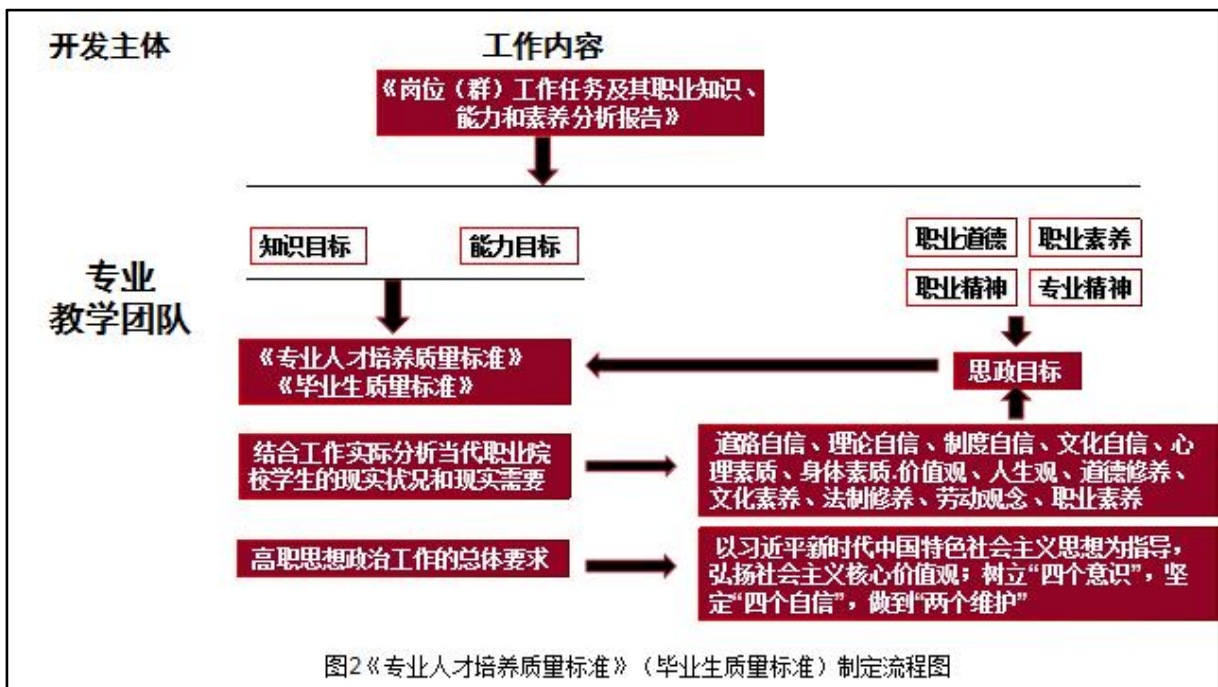 开发主体
工作内容
《岗位（群）工作任务及其职业知识、
能力和素养分析报告》
知识目标
能力目标
职业道德
职业素养
职业精神
专业精神
专业
教学团队
《专业人才培养质量标准》
《毕业生质量标准》
思政目标
结合工作实际分析当代职业院
校学生的现实状况和现实需要
道路自信、理论自信、制度自信、文化自信、心
理素质、身体素质.价值观、人生观、道德修养、
文化素养、法制修养、劳动观念、职业素养
高职思想政治工作的总体要求
以习近平新时代中国特色社会主义思想为指导，
弘扬社会主义核心价值观；树立“四个意识”，坚
定“四个自信”，做到“两个维护”
图2《专业人才培养质量标准》（毕业生质量标准）制定流程图